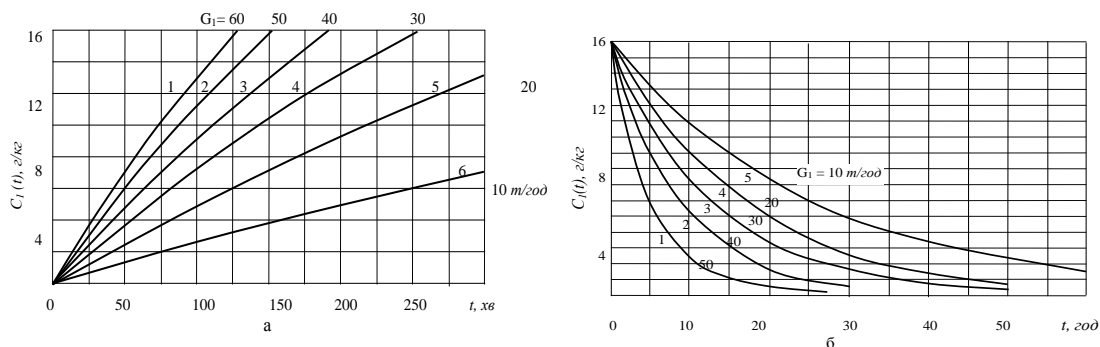 G₁= 60 50 40 30
16
1 2 3 4 5
12
20
C₁(t), г/кг
8
6
10 т/год
4
0 50 100 150 200 250 t, хв
а
16
12
C₁(t), г/кг
G₁ = 10 т/год
5
8
4
20
3
30
2
1
40
4
50
0 10 20 30 40 50 t, год
б